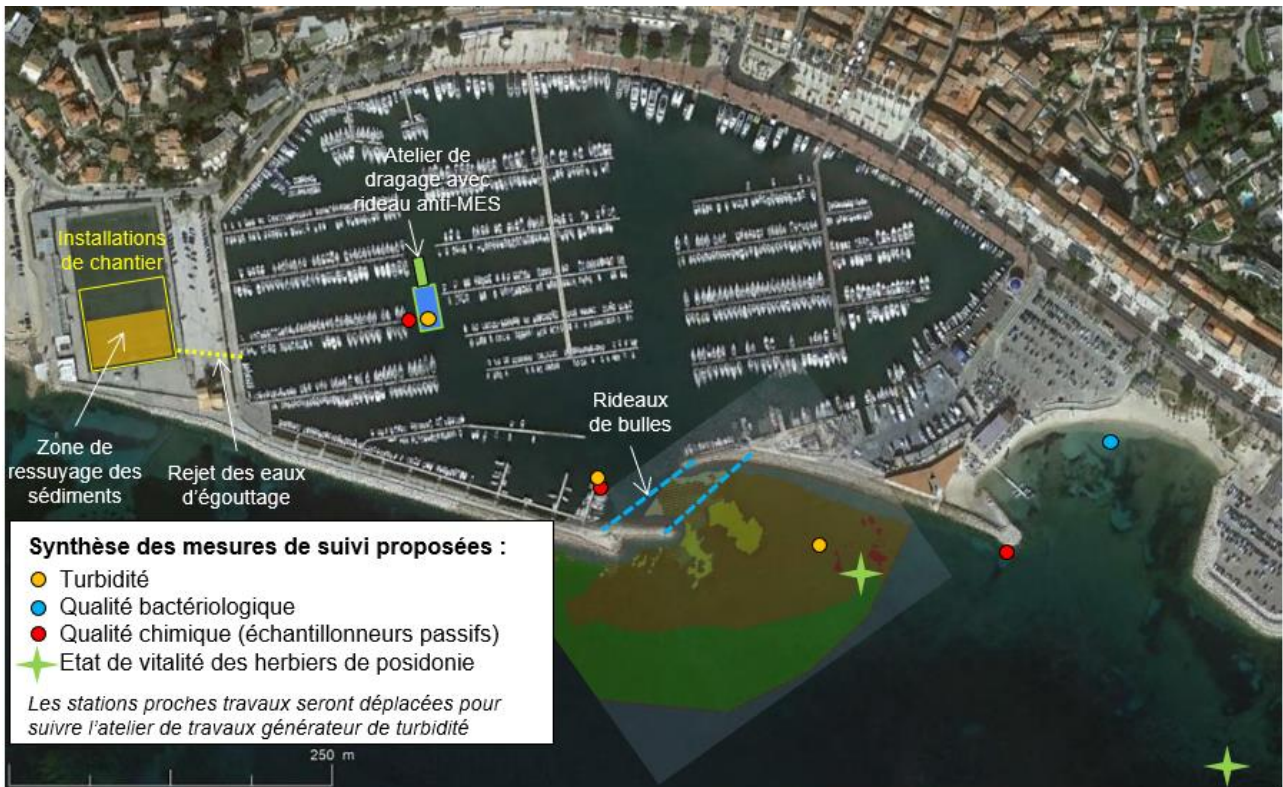 Atelier de
dragage avec
rideau anti-MES
Installations
de chantier
Rideaux
de bulles
Zone de
ressuyage des
sédiments
Rejet des eaux
d'égouttage
Synthèse des mesures de suivi proposées :
Turbidité
Qualité bactériologique
Qualité chimique (échantillonneurs passifs)
Etat de vitalité des herbiers de posidonie
Les stations proches travaux seront déplacées pour
suivre l'atelier de travaux générateur de turbidité
250 m